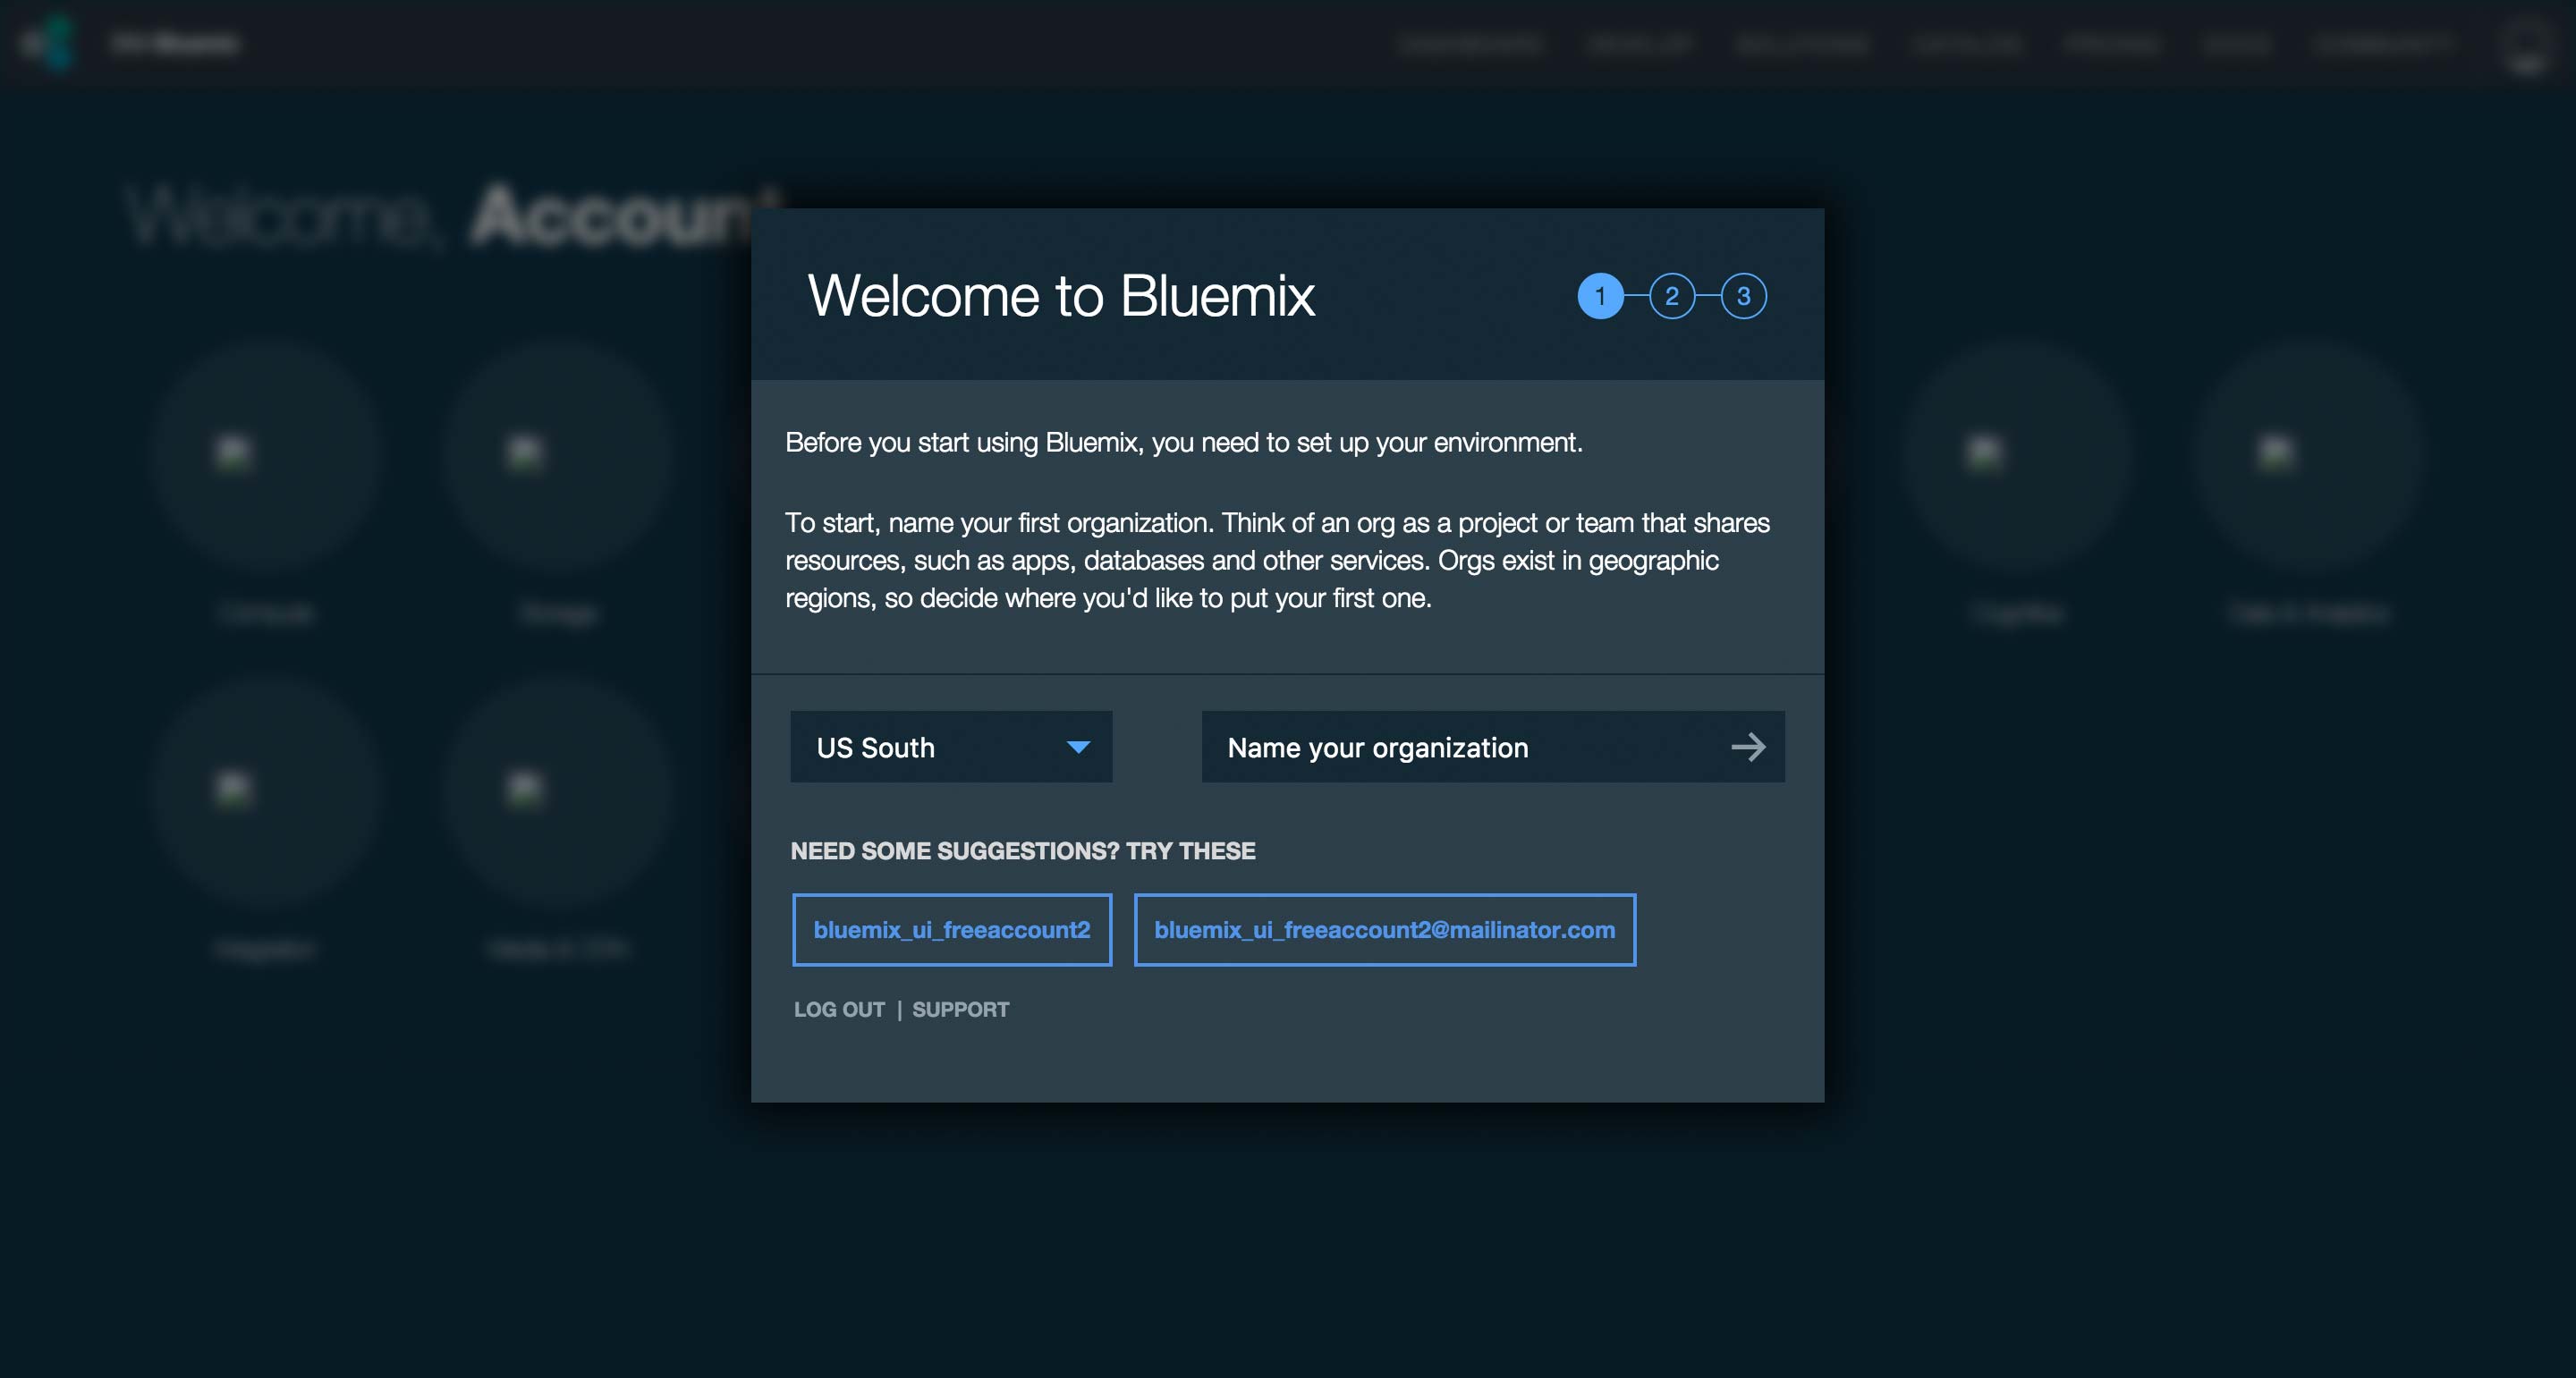 Welcome, Account
Welcome to Bluemix
1 2 3
Before you start using Bluemix, you need to set up your environment.
To start, name your first organization. Think of an org as a project or team that shares
resources, such as apps, databases and other services. Orgs exist in geographic
regions, so decide where you'd like to put your first one.
US South
Name your organization
NEED SOME SUGGESTIONS? TRY THESE
bluemix_ui_freeaccount2
bluemix_ui_freeaccount2@mailinator.com
LOG OUT | SUPPORT